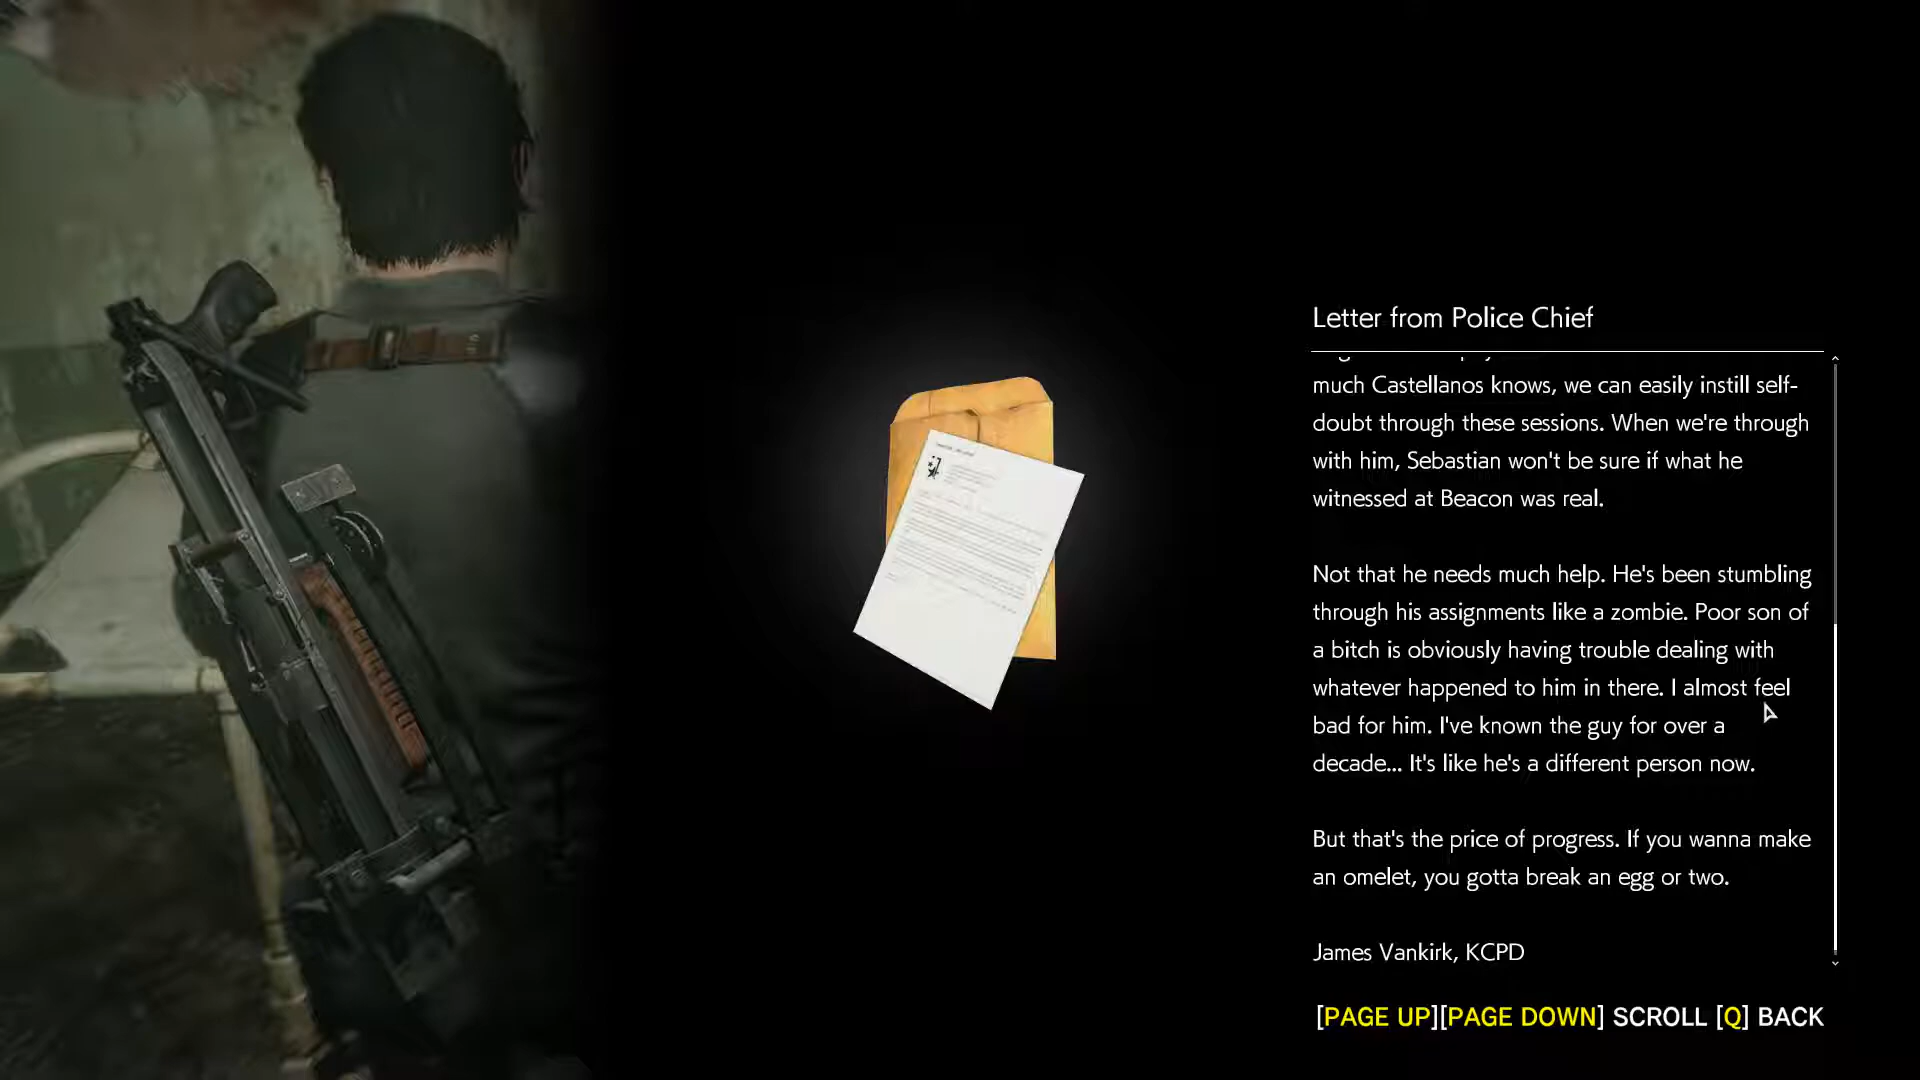 Letter from Police Chief
much Castellanos knows, we can easily instill self-
doubt through these sessions. When we're through
with him, Sebastian won't be sure if what he
witnessed at Beacon was real.
Not that he needs much help. He's been stumbling
through his assignments like a zombie. Poor son of
a bitch is obviously having trouble dealing with
whatever happened to him in there. I almost feel
bad for him. I've known the guy for over a
decade... It's like he's a different person now.
But that's the price of progress. If you wanna make
an omelet, you gotta break an egg or two.
James Vankirk, KCPD
[PAGE UP][PAGE DOWN] SCROLL [Q] BACK